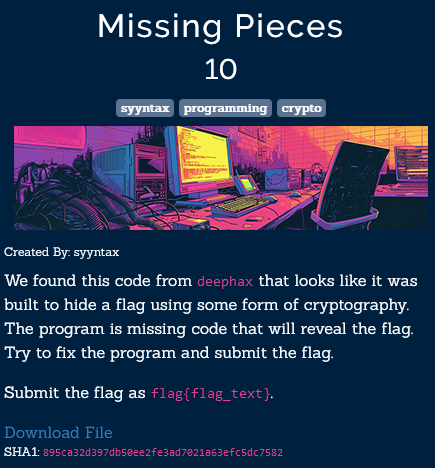 Missing Pieces
10
syyntax programming crypto
Created By: syyntax
We found this code from deephax that looks like it was
built to hide a flag using some form of cryptography.
The program is missing code that will reveal the flag.
Try to fix the program and submit the flag.
Submit the flag as flag{flag_text}.
Download File
SHA1: 895ca32d397db50ee2fe3ad7021a63efc5dc7582